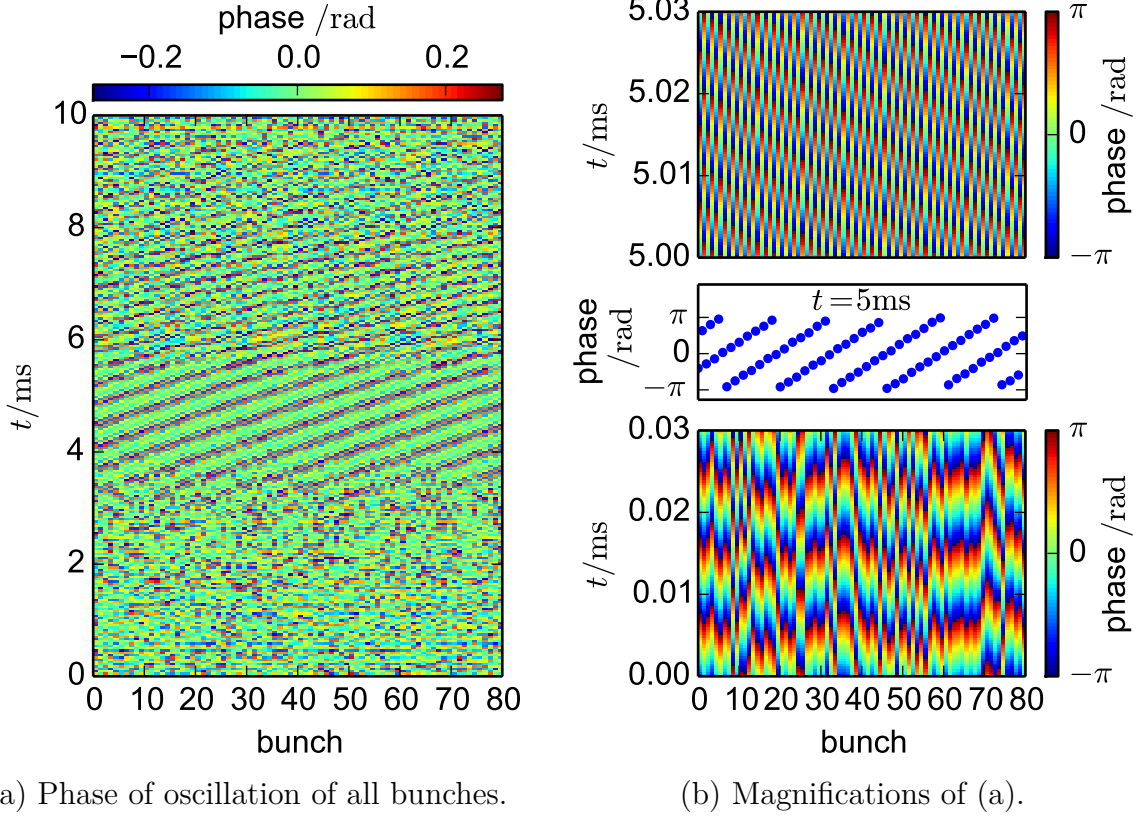 phase /rad
−0.2 0.0 0.2
10
8
6
4
2
0
t/ms
0 10 20 30 40 50 60 70 80
bunch
a) Phase of oscillation of all bunches.
5.03
5.02
5.01
5.00
t/ms
π
0
−π
phase /rad
t=5ms
π
0
−π
phase
/rad
0.03
0.02
0.01
0.00
t/ms
π
0
−π
phase /rad
0 10 20 30 40 50 60 70 80
bunch
(b) Magnifications of (a).